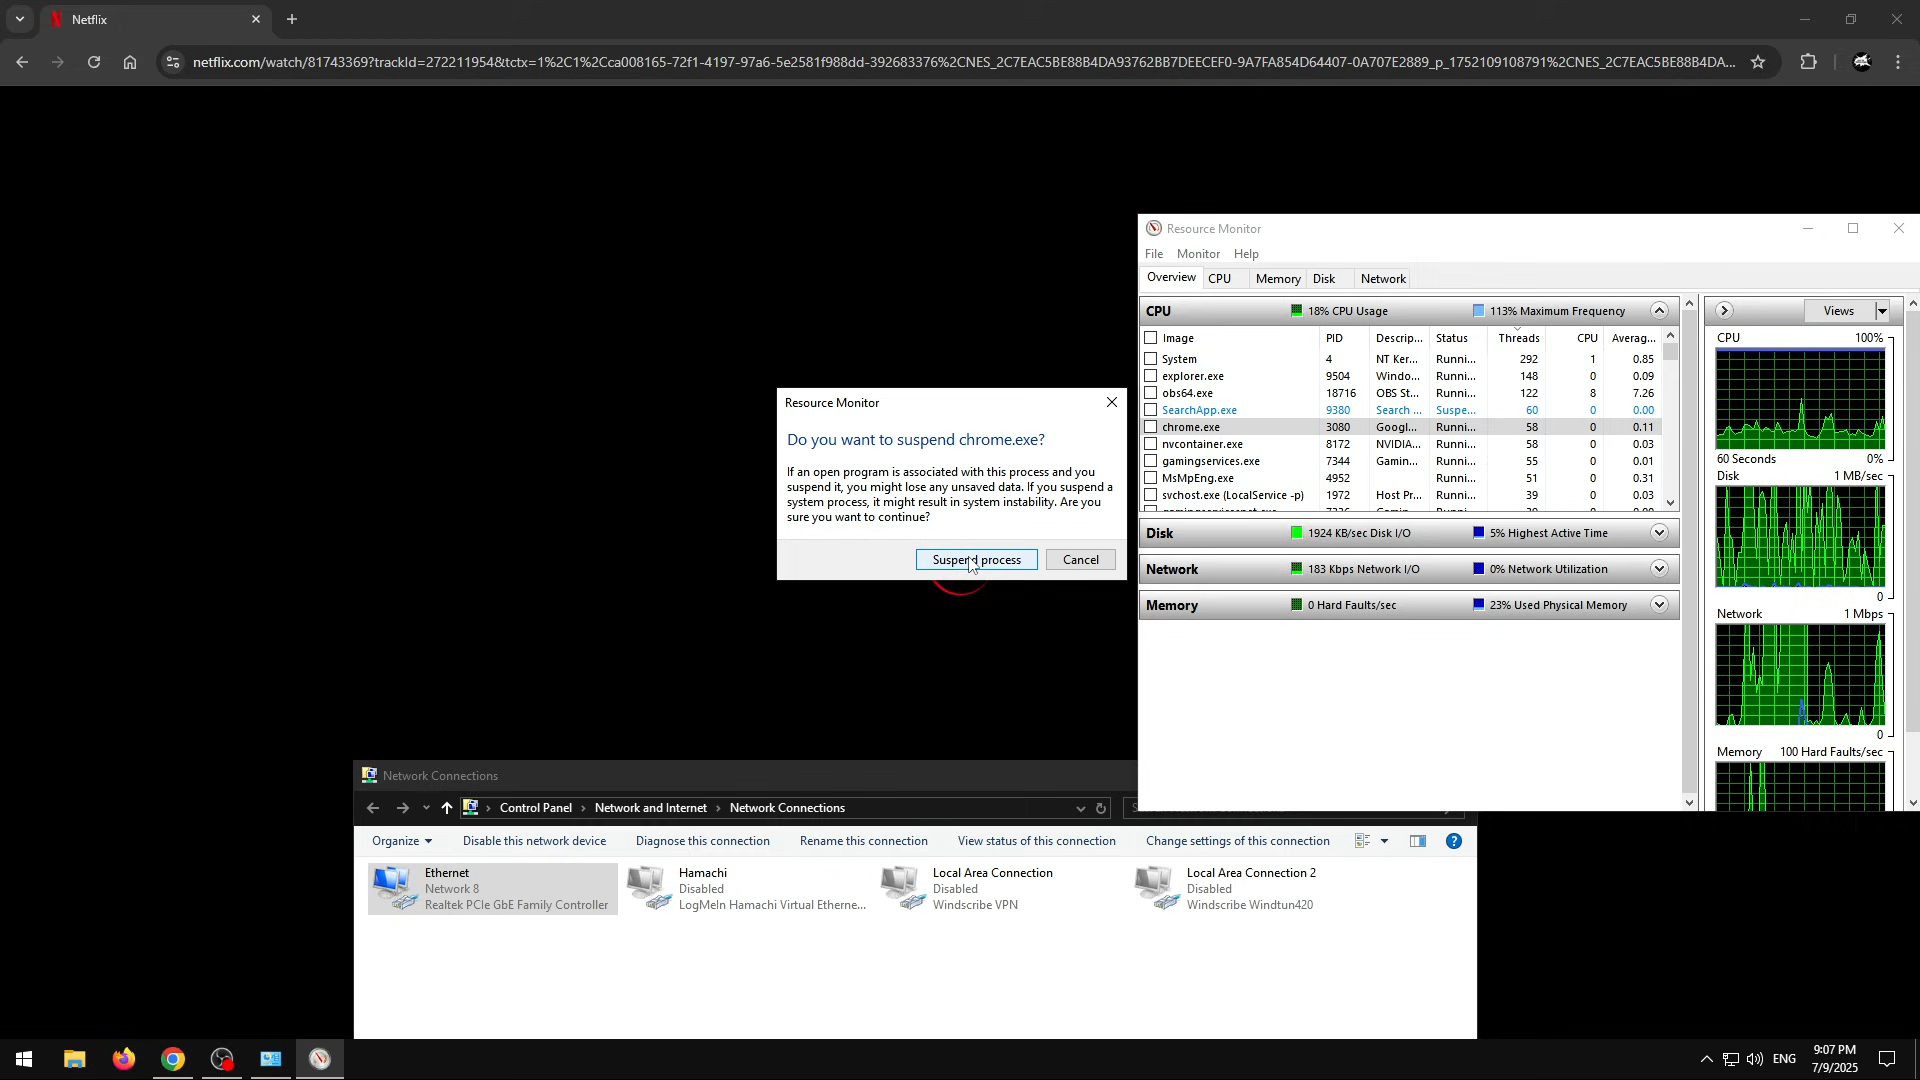 Netflix
netflix.com/watch/81743369?trackId=272211954&tctx=1%2C1%2Cca008165-72f1-4197-97a6-5e2581f988dd-392683376%2CNES_2C7EAC5BE88B4DA93762BB7DEECEF0-9A7FA854D64407-0A707E2889_p_1752109108791%2CNES_2C7EAC5BE88B4DA...
Resource Monitor
File Monitor Help
Overview CPU Memory Disk Network
CPU 18% CPU Usage 113% Maximum Frequency
Image PID Descrip... Status Threads CPU Averag...
System 4 NT Ker... Runni... 292 1 0.85
explorer.exe 9504 Windo... Runni... 148 0 0.09
obs64.exe 18716 OBS St... Runni... 122 8 7.26
SearchApp.exe 9380 Search ... Suspe... 60 0 0.00
chrome.exe 3080 Googl... Runni... 58 0 0.11
nvcontainer.exe 8172 NVIDIA... Runni... 58 0 0.03
gamingservices.exe 7344 Gamin... Runni... 55 0 0.01
MsMpEng.exe 4952 Runni... 51 0 0.31
svchost.exe (LocalService -p) 1972 Host Pr... Runni... 39 0 0.03
Disk 1924 KB/sec Disk I/O 5% Highest Active Time
Network 183 Kbps Network I/O 0% Network Utilization
Memory 0 Hard Faults/sec 23% Used Physical Memory
Views
CPU 100%
60 Seconds 0%
Disk 1 MB/sec
0
Network 1 Mbps
0
Memory 100 Hard Faults/sec
Resource Monitor
Do you want to suspend chrome.exe?
If an open program is associated with this process and you
suspend it, you might lose any unsaved data. If you suspend a
system process, it might result in system instability. Are you
sure you want to continue?
Suspend process Cancel
Network Connections
Control Panel Network and Internet Network Connections
Organize Disable this network device Diagnose this connection Rename this connection View status of this connection Change settings of this connection
Ethernet
Network 8
Realtek PCIe GbE Family Controller
Hamachi
Disabled
LogMeIn Hamachi Virtual Etherne...
Local Area Connection
Disabled
Windscribe VPN
Local Area Connection 2
Disabled
Windscribe Windtun420
ENG
9:07 PM
7/9/2025